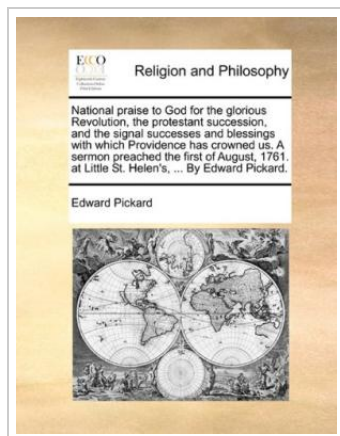 ECCO
Religion and Philosophy
National praise to God for the glorious
Revolution, the protestant succession,
and the signal successes and blessings
with which Providence has crowned us. A
sermon preached the first of August, 1761.
at Little St. Helen's, ... By Edward Pickard.
Edward Pickard